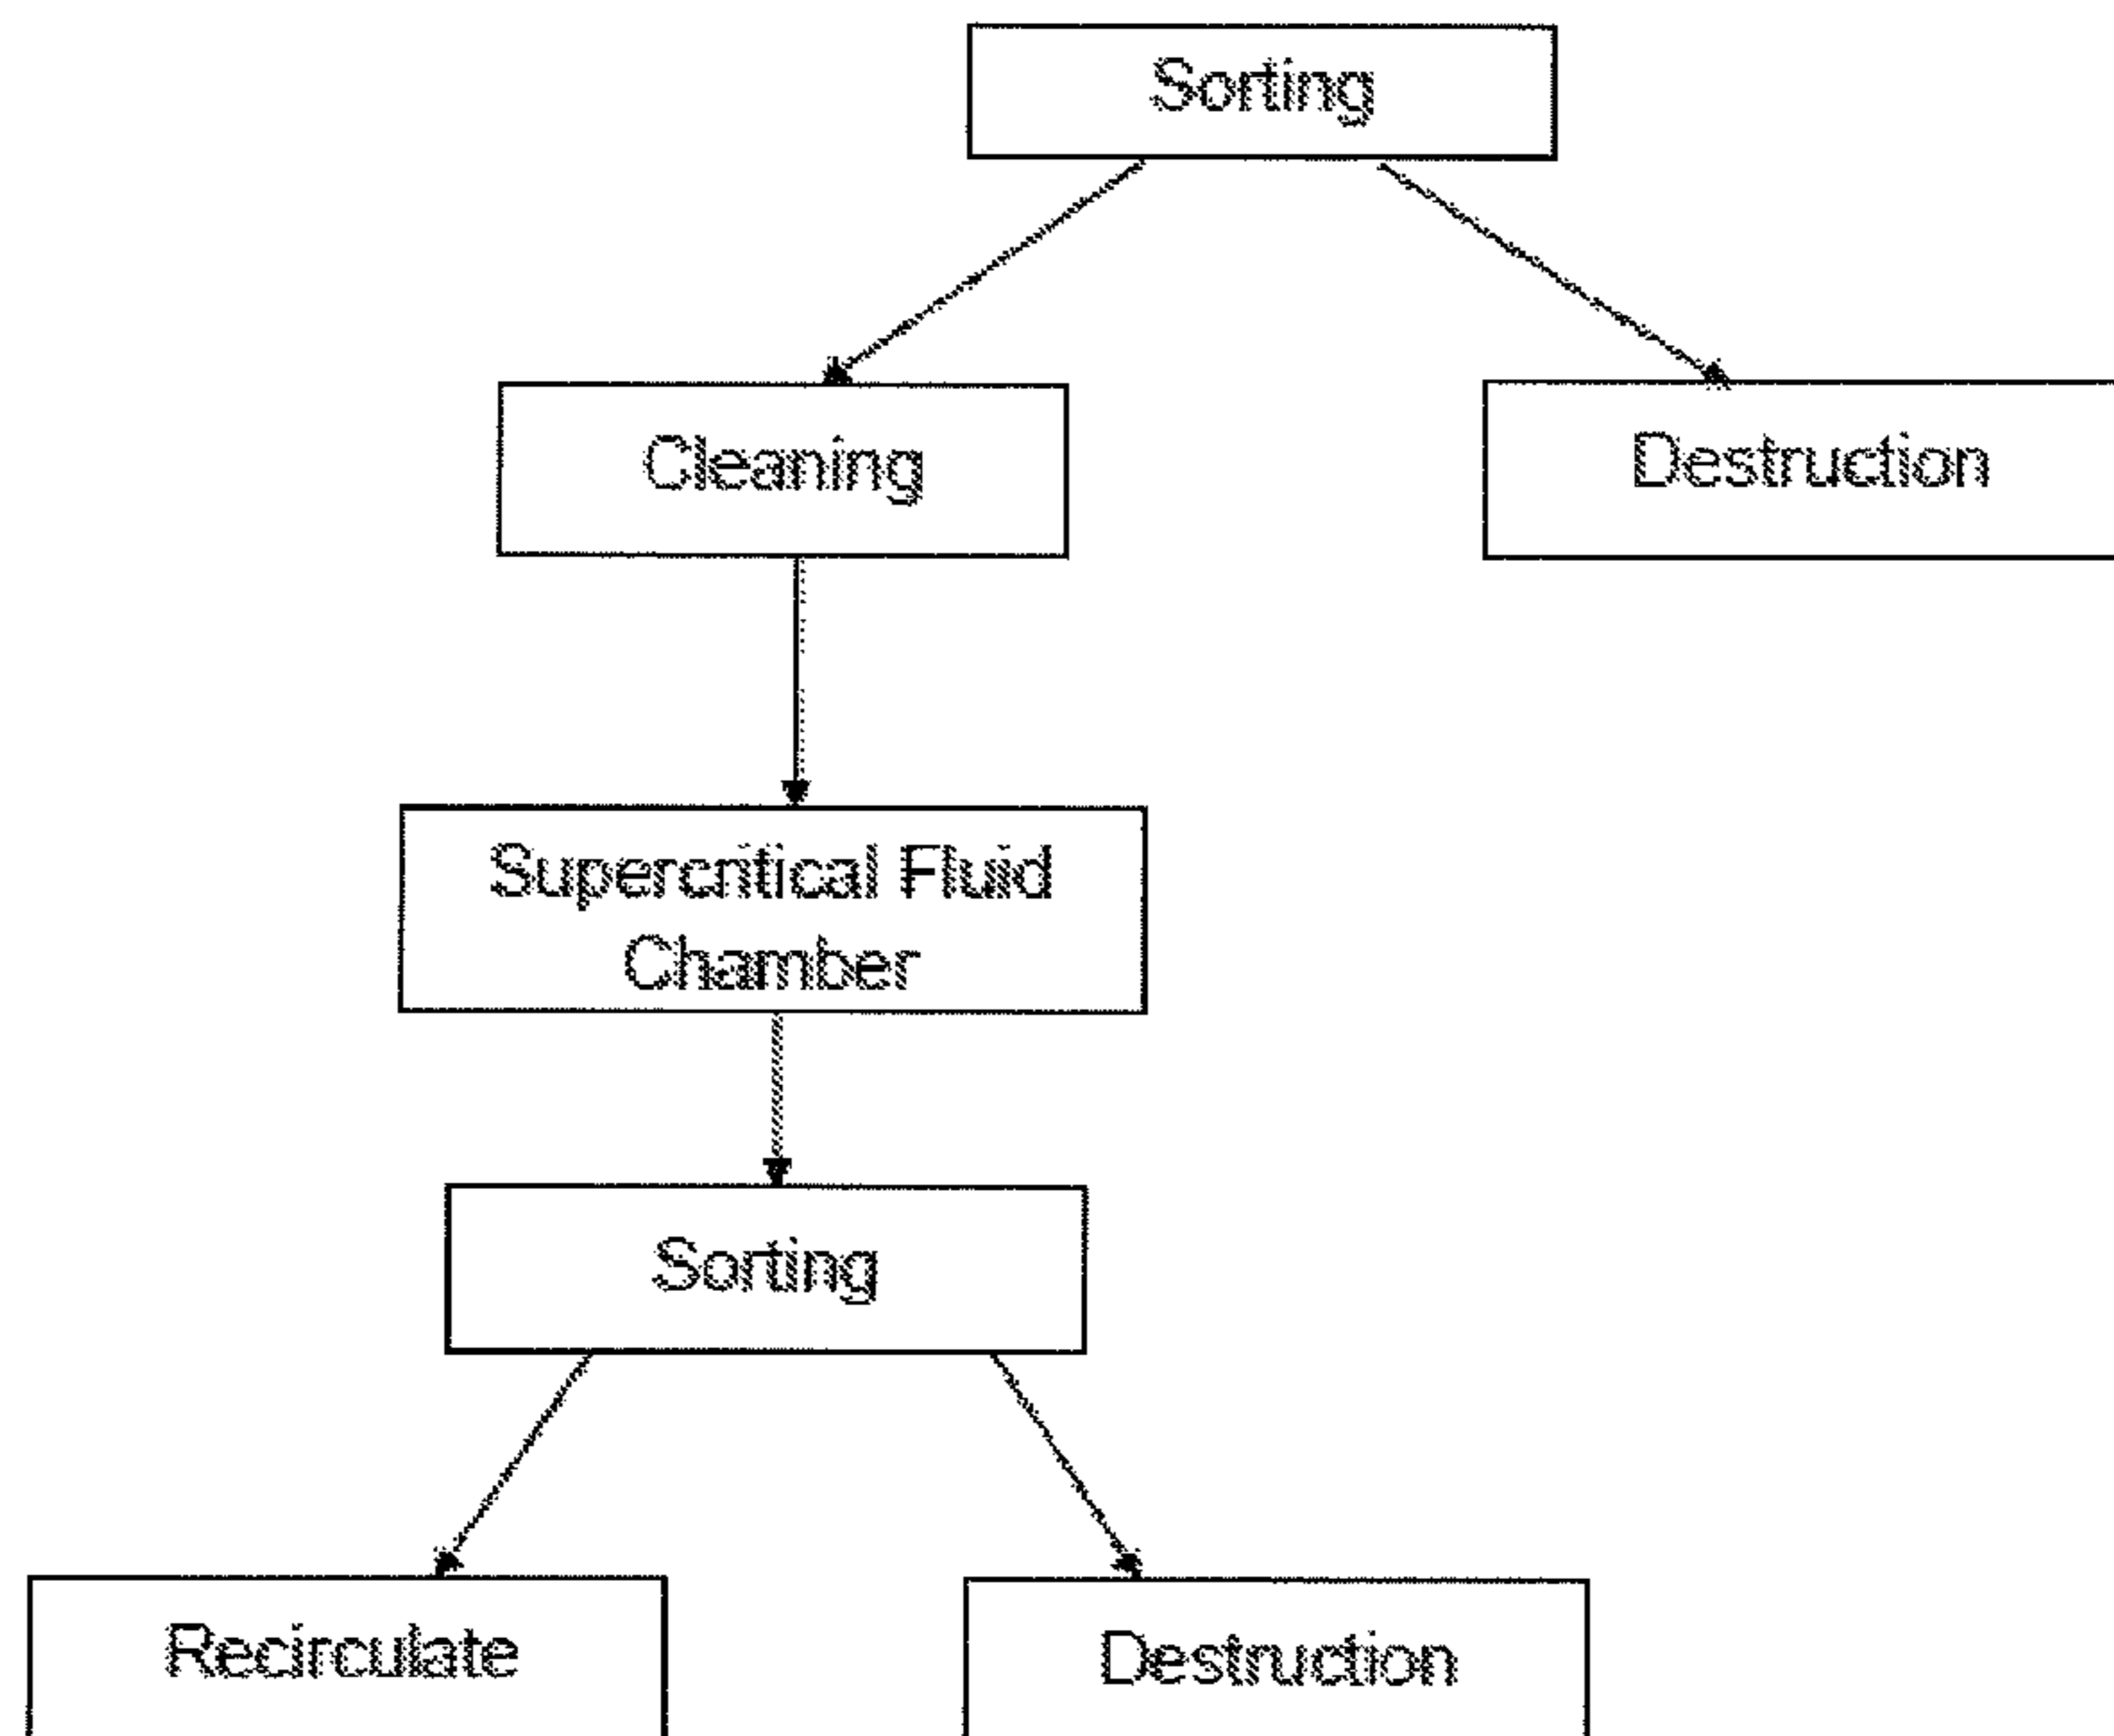 Sorting
Cleaning
Destruction
Supercritical Fluid
Chamber
Sorting
Recirculate
Destruction